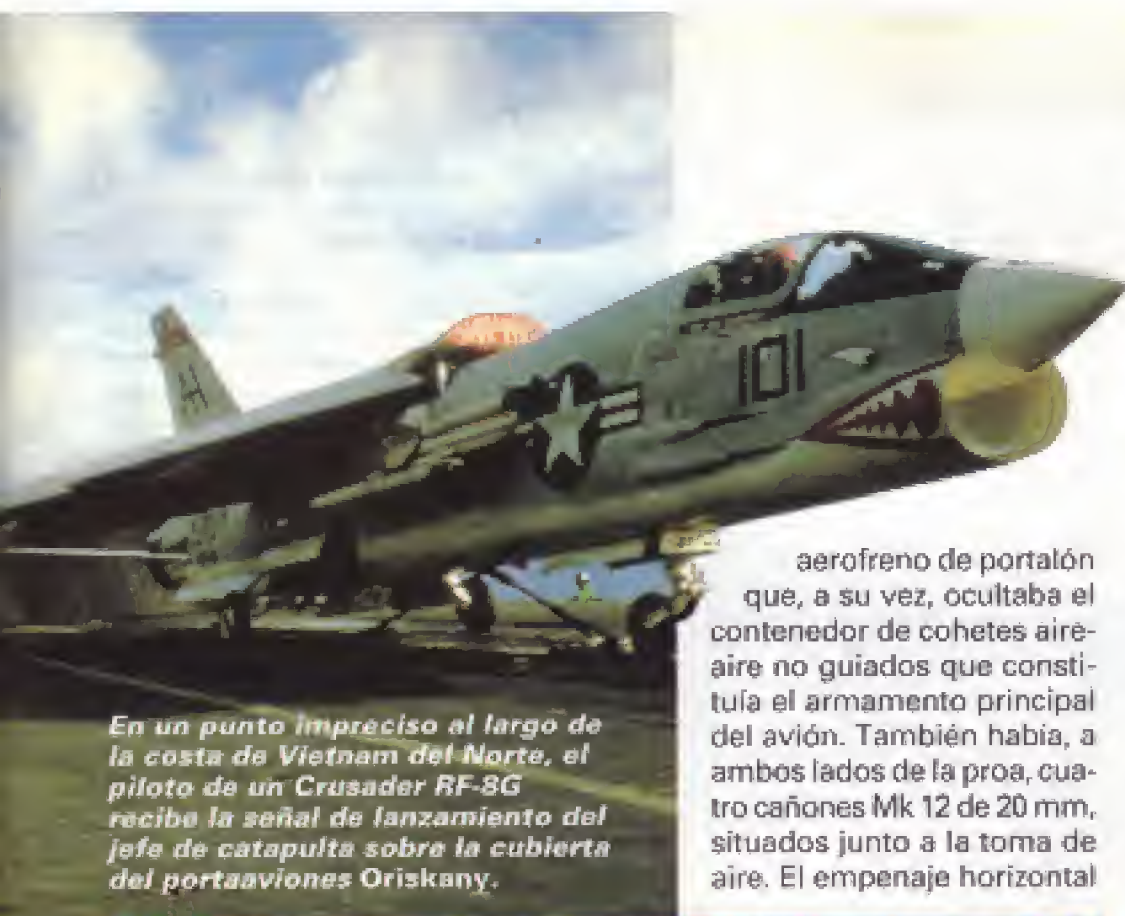 AH
101
En un punto impreciso al largo de
la costa de Vietnam del Norte, el
piloto de un Crusader RF-8G
recibe la señal de lanzamiento del
jefe de catapulta sobre la cubierta
del portaaviones Oriskany.
aerofreno de portalón
que, a su vez, ocultaba el
contenedor de cohetes aire-
aire no guiados que consti-
tuía el armamento principal
del avión. También había, a
ambos lados de la proa, cua-
tro cañones Mk 12 de 20 mm,
situados junto a la toma de
aire. El empenaje horizontal